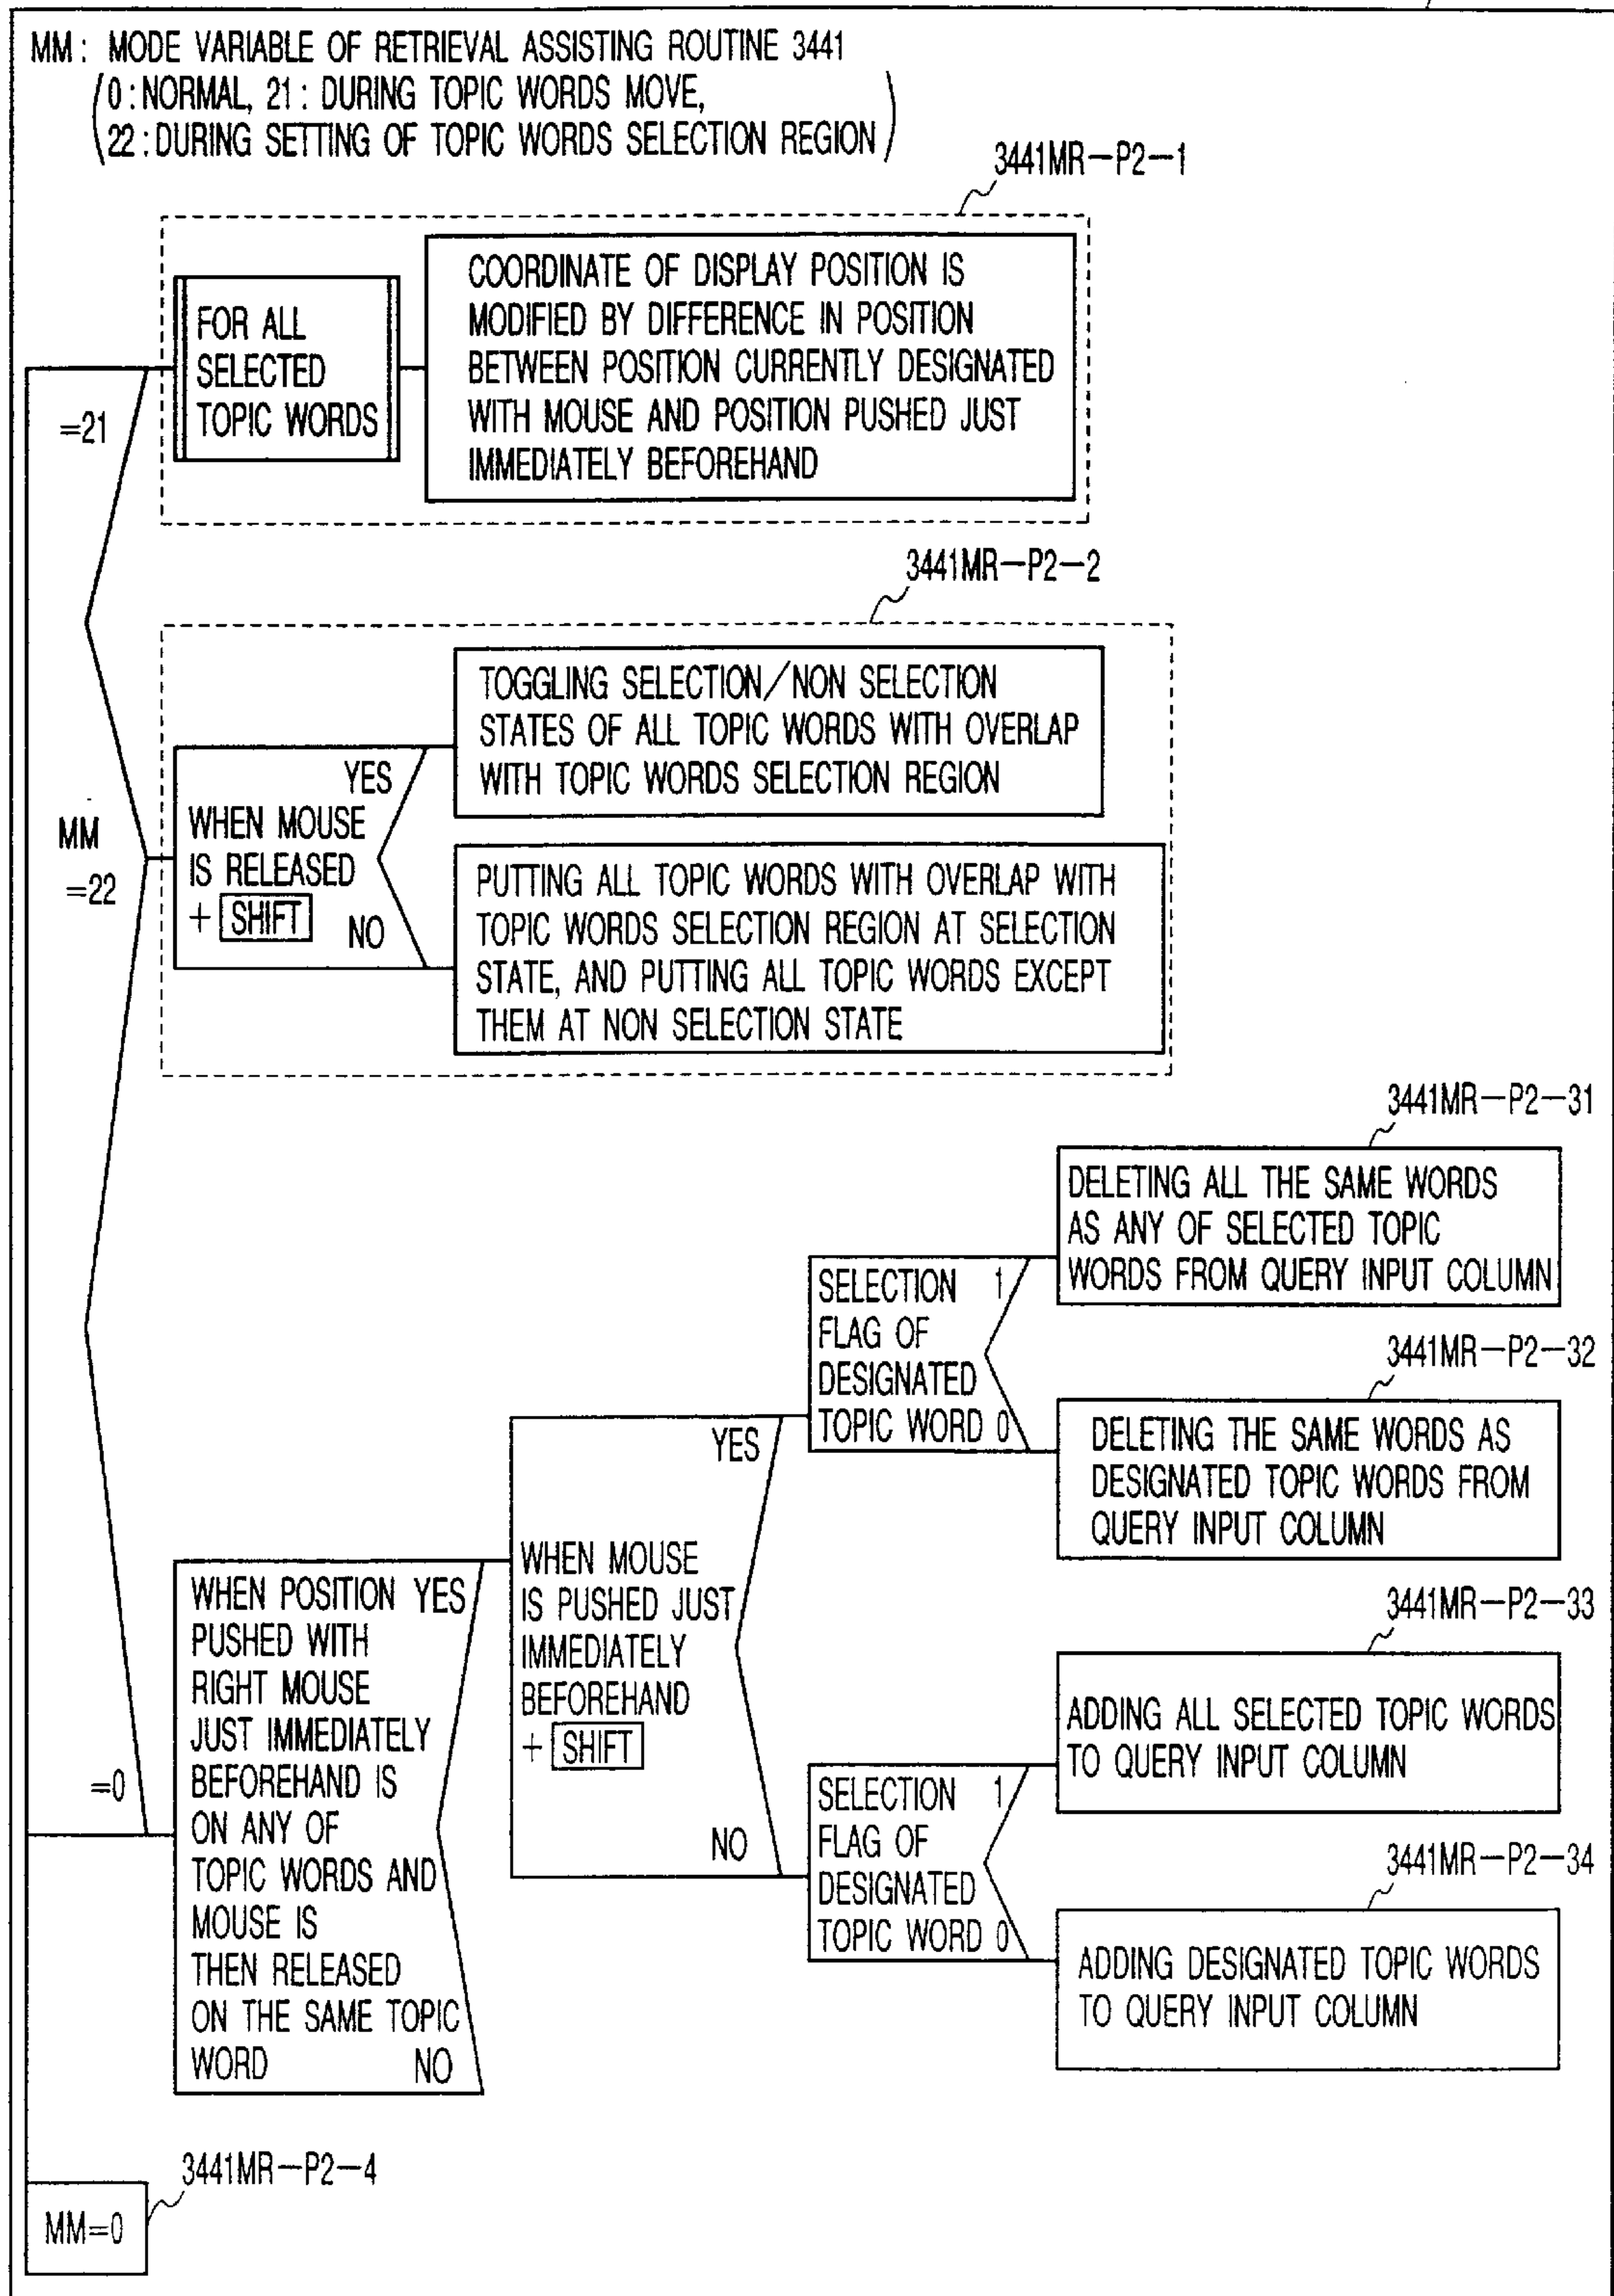 MM: MODE VARIABLE OF RETRIEVAL ASSISTING ROUTINE 3441
(0:NORMAL, 21: DURING TOPIC WORDS MOVE,
22:DURING SETTING OF TOPIC WORDS SELECTION REGION)
3441MR-P2-1
FOR ALL
SELECTED
TOPIC WORDS
COORDINATE OF DISPLAY POSITION IS
MODIFIED BY DIFFERENCE IN POSITION
BETWEEN POSITION CURRENTLY DESIGNATED
WITH MOUSE AND POSITION PUSHED JUST
IMMEDIATELY BEFOREHAND
=21
3441MR-P2-2
TOGGLING SELECTION/NON SELECTION
STATES OF ALL TOPIC WORDS WITH OVERLAP
WITH TOPIC WORDS SELECTION REGION
YES
WHEN MOUSE
IS RELEASED
+ SHIFT NO
MM
=22
PUTTING ALL TOPIC WORDS WITH OVERLAP WITH
TOPIC WORDS SELECTION REGION AT SELECTION
STATE, AND PUTTING ALL TOPIC WORDS EXCEPT
THEM AT NON SELECTION STATE
3441MR-P2-31
DELETING ALL THE SAME WORDS
AS ANY OF SELECTED TOPIC
WORDS FROM QUERY INPUT COLUMN
SELECTION 1
FLAG OF
DESIGNATED
TOPIC WORD 0
3441MR-P2-32
DELETING THE SAME WORDS AS
DESIGNATED TOPIC WORDS FROM
QUERY INPUT COLUMN
YES
WHEN MOUSE
IS PUSHED JUST
IMMEDIATELY
BEFOREHAND
+ SHIFT
NO
WHEN POSITION YES
PUSHED WITH
RIGHT MOUSE
JUST IMMEDIATELY
BEFOREHAND IS
ON ANY OF
TOPIC WORDS AND
MOUSE IS
THEN RELEASED
ON THE SAME TOPIC
WORD NO
=0
3441MR-P2-33
ADDING ALL SELECTED TOPIC WORDS
TO QUERY INPUT COLUMN
SELECTION 1
FLAG OF
DESIGNATED
TOPIC WORD 0
3441MR-P2-34
ADDING DESIGNATED TOPIC WORDS
TO QUERY INPUT COLUMN
3441MR-P2-4
MM=0